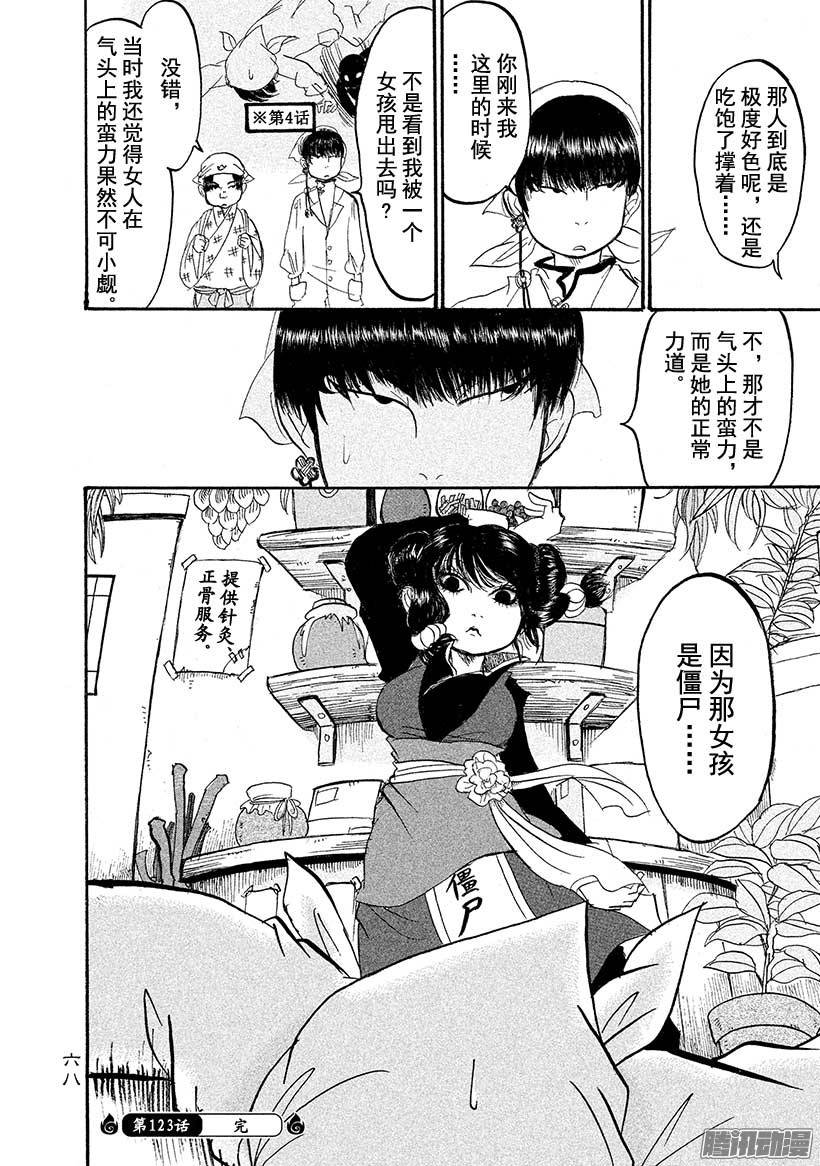 那人到底是
极度好色呢，还是
吃饱了撑着……
你刚来我
这里的时候
……
不是看到我被一个
女孩甩出去吗？
※第4话
没错，
当时我还觉得女人在
气头上的蛮力果然不可小觑。
不，那才不是
气头上的蛮力，
而是她的正常
力道。
因为那女孩
是僵尸……
提供针灸
正骨服务。
僵尸
六八
第123话 完
腾讯动漫